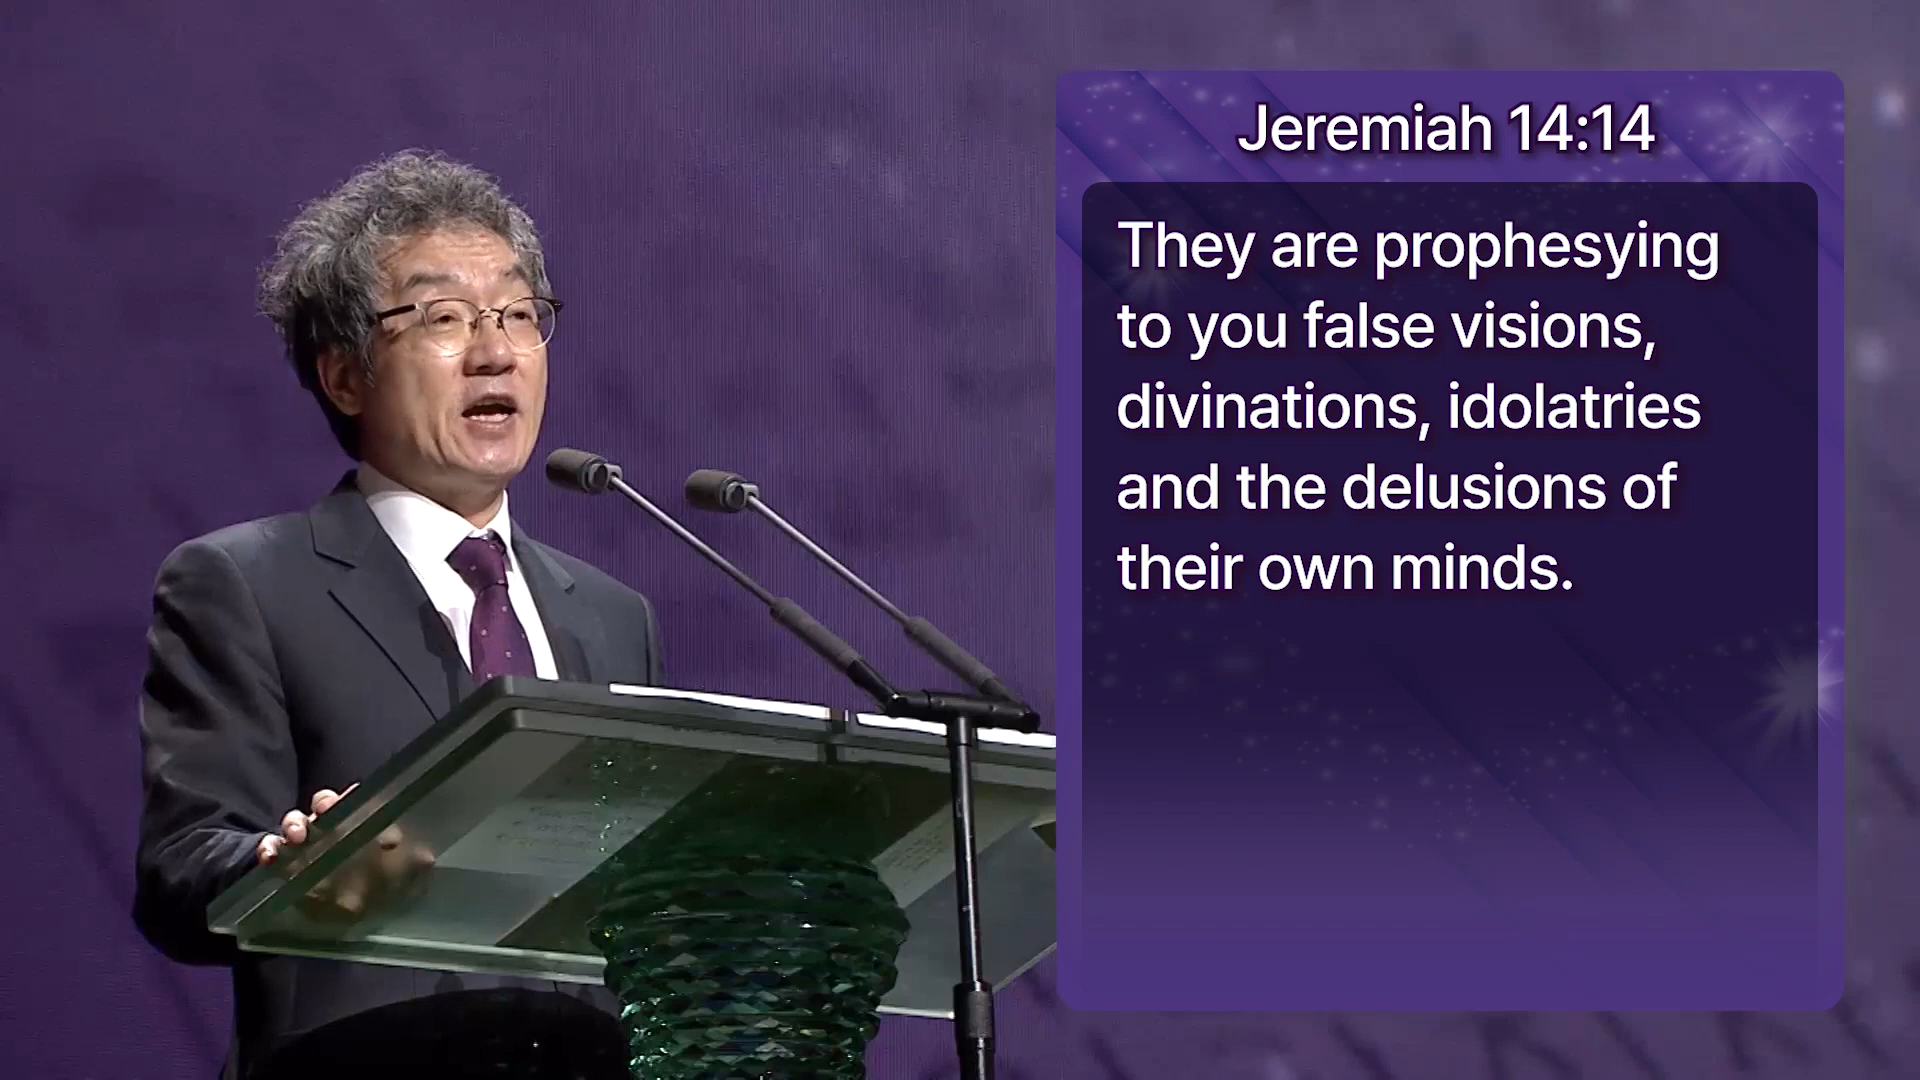 Jeremiah 14:14
They are prophesying
to you false visions,
divinations, idolatries
and the delusions of
their own minds.